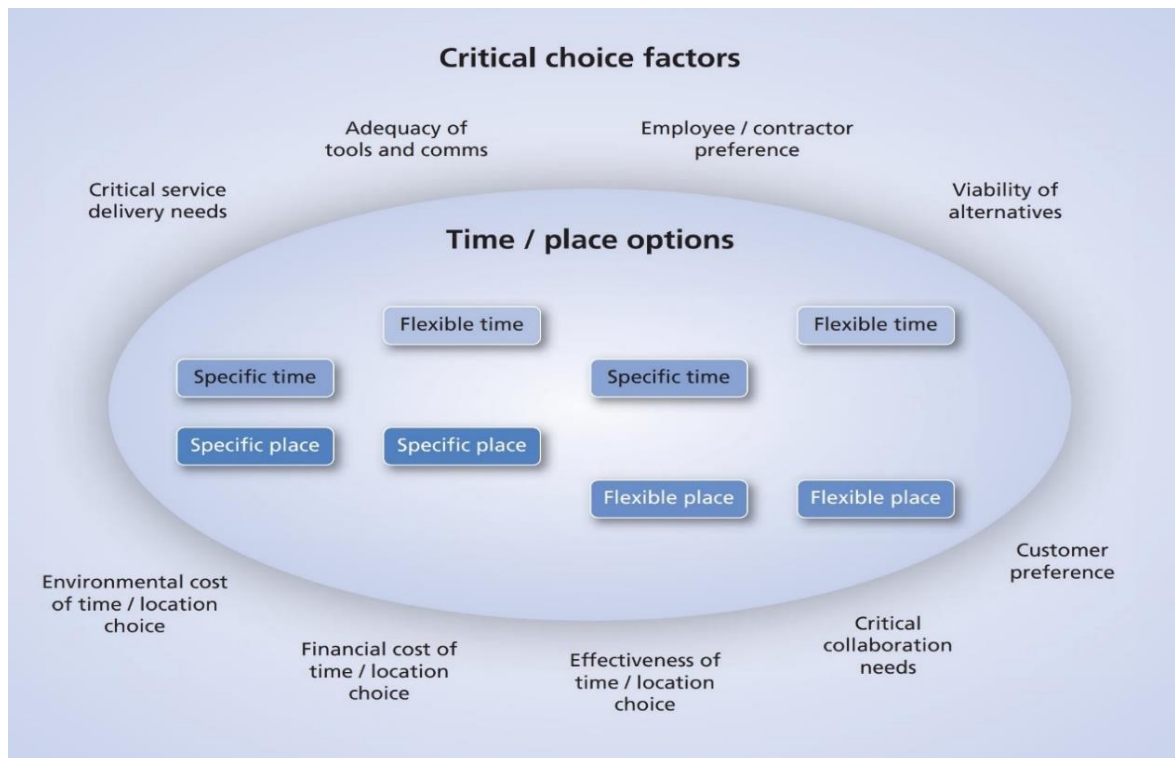 Critical choice factors
Adequacy of
tools and comms
Employee / contractor
preference
Critical service
delivery needs
Viability of
alternatives
Time / place options
Flexible time
Flexible time
Specific time
Specific time
Specific place
Specific place
Flexible place
Flexible place
Customer
preference
Environmental cost
of time / location
choice
Financial cost of
time / location
choice
Effectiveness of
time / location
choice
Critical
collaboration
needs